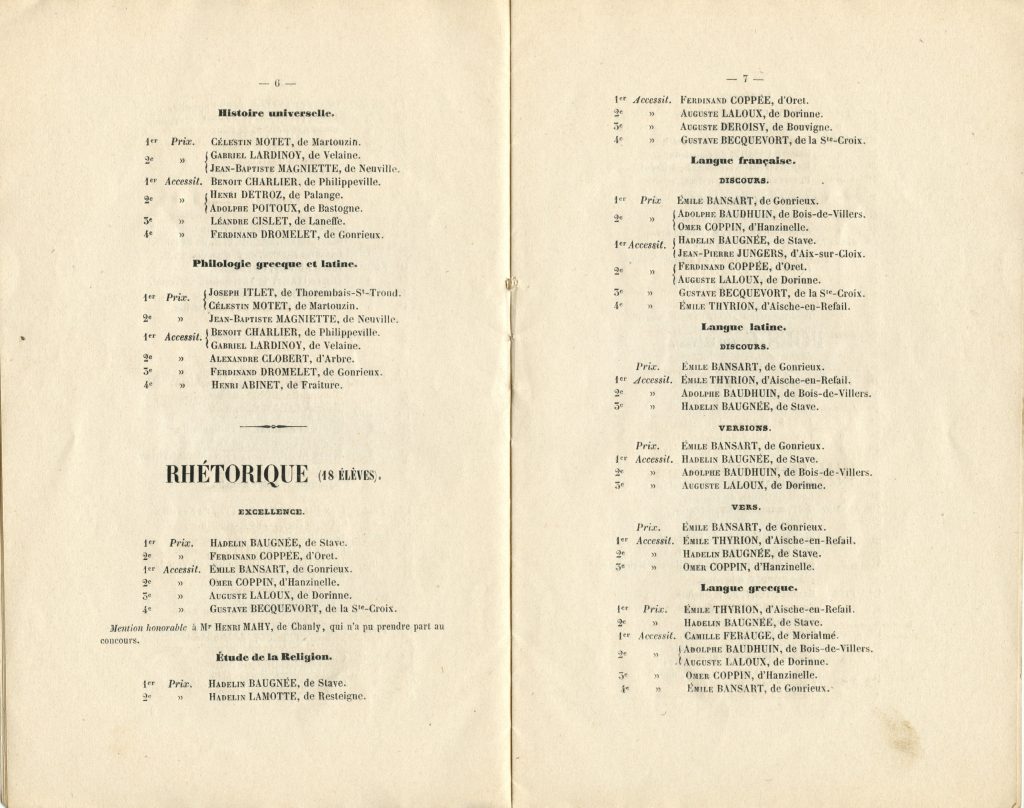 — 6 —
Histoire universelle.
1er Prix. CÉLESTIN MOTET, de Martouzin.
2e » { GABRIEL LARDINOY, de Velaine.
{ JEAN-BAPTISTE MAGNIETTE, de Neuville.
1er Accessit. BENOIT CHARLIER, de Philippeville.
2e » { HENRI DETROZ, de Palange.
{ ADOLPHE POITOUX, de Bastogne.
3e » LÉANDRE CISLET, de Laneffe.
4e » FERDINAND DROMELET, de Gonrieux.
Philologie grecque et latine.
1er Prix. { JOSEPH ITLET, de Thorembais-St-Trond.
{ CÉLESTIN MOTET, de Martouzin.
2e » JEAN-BAPTISTE MAGNIETTE, de Neuville.
1er Accessit. { BENOIT CHARLIER, de Philippeville.
{ GABRIEL LARDINOY, de Velaine.
2e » ALEXANDRE CLOBERT, d'Arbre.
3e » FERDINAND DROMELET, de Gonrieux.
4e » HENRI ABINET, de Fraiture.
RHÉTORIQUE (18 ÉLÈVES).
EXCELLENCE.
1er Prix. HADELIN BAUGNÉE, de Stave.
2e » FERDINAND COPPÉE, d'Oret.
1er Accessit. ÉMILE BANSART, de Gonrieux.
2e » OMER COPPIN, d'Hanzinelle.
3e » AUGUSTE LALOUX, de Dorinne.
4e » GUSTAVE BECQUEVORT, de la Ste-Croix.
Mention honorable à Mr HENRI MAHY, de Chanly, qui n'a pu prendre part au
concours.
Étude de la Religion.
1er Prix. HADELIN BAUGNÉE, de Stave.
2e » HADELIN LAMOTTE, de Resteigne.
— 7 —
1er Accessit. FERDINAND COPPÉE, d'Oret.
2e » AUGUSTE LALOUX, de Dorinne.
3e » AUGUSTE DEROISY, de Bouvigne.
4e » GUSTAVE BECQUEVORT, de la Ste-Croix.
Langue française.
DISCOURS.
1er Prix ÉMILE BANSART, de Gonrieux.
2e » { ADOLPHE BAUDHUIN, de Bois-de-Villers.
{ OMER COPPIN, d'Hanzinelle.
1er Accessit. { HADELIN BAUGNÉE, de Stave.
{ JEAN-PIERRE JUNGERS, d'Aix-sur-Cloix.
2e » { FERDINAND COPPÉE, d'Oret.
{ AUGUSTE LALOUX, de Dorinne.
3e » GUSTAVE BECQUEVORT, de la Ste-Croix.
4e » ÉMILE THYRION, d'Aische-en-Refail.
Langue latine.
DISCOURS.
Prix. ÉMILE BANSART, de Gonrieux.
1er Accessit. ÉMILE THYRION, d'Aische-en-Refail.
2e » ADOLPHE BAUDHUIN, de Bois-de-Villers.
3e » HADELIN BAUGNÉE, de Stave.
VERSIONS.
Prix. ÉMILE BANSART, de Gonrieux.
1er Accessit. HADELIN BAUGNÉE, de Stave.
2e » ADOLPHE BAUDHUIN, de Bois-de-Villers.
3e » AUGUSTE LALOUX, de Dorinne.
VERS.
Prix. ÉMILE BANSART, de Gonrieux.
1er Accessit. ÉMILE THYRION, d'Aische-en-Refail.
2e » HADELIN BAUGNÉE, de Stave.
3e » OMER COPPIN, d'Hanzinelle.
Langue grecque.
1er Prix. ÉMILE THYRION, d'Aische-en-Refail.
2e » HADELIN BAUGNÉE, de Stave.
1er Accessit. CAMILLE FERAUGE, de Morialmé.
2e » { ADOLPHE BAUDHUIN, de Bois-de-Villers.
{ AUGUSTE LALOUX, de Dorinne.
3e » OMER COPPIN, d'Hanzinelle.
4e » ÉMILE BANSART, de Gonrieux.